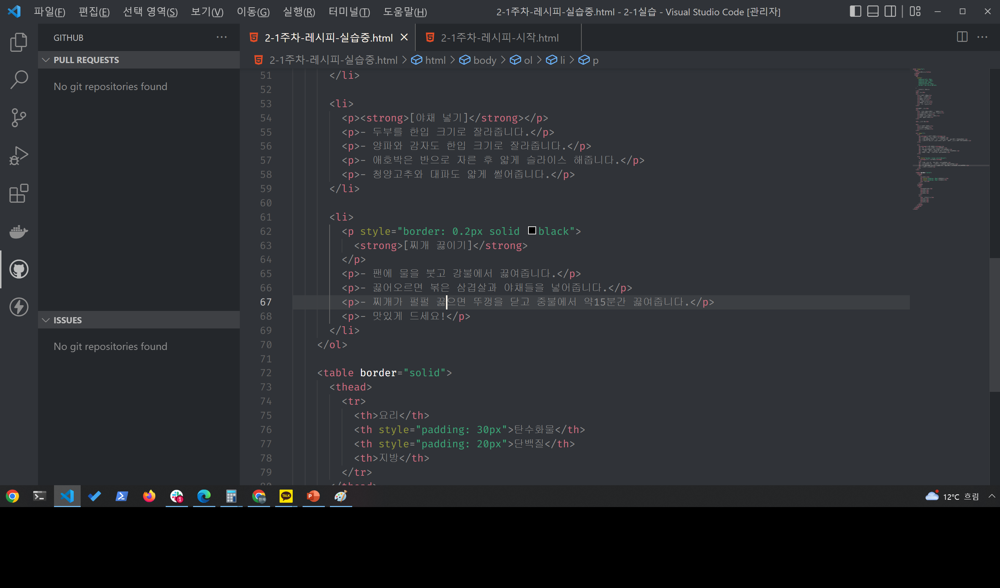 파일(F) 편집(E) 선택 영역(S) 보기(V) 이동(G) 실행(R) 터미널(T) 도움말(H) 2-1주차-레시피-실습중.html - 2-1실습 - Visual Studio Code [관리자]
GITHUB
2-1주차-레시피-실습중.html 2-1주차-레시피-시작.html
PULL REQUESTS
2-1주차-레시피-실습중.html > html > body > ol > li > p
No git repositories found
51 </li>
52
53 <li>
54 <p><strong>[야채 넣기]</strong></p>
55 <p>- 두부를 한입 크기로 잘라줍니다.</p>
56 <p>- 양파와 감자도 한입 크기로 잘라줍니다.</p>
57 <p>- 애호박은 반으로 자른 후 얇게 슬라이스 해줍니다.</p>
58 <p>- 청양고추와 대파도 얇게 썰어줍니다.</p>
59 </li>
60
61 <li>
62 <p style="border: 0.2px solid black">
63 <strong>[찌개 끓이기]</strong>
64 </p>
65 <p>- 팬에 물을 붓고 강불에서 끓여줍니다.</p>
66 <p>- 끓어오르면 볶은 삼겹살과 야채들을 넣어줍니다.</p>
67 <p>- 찌개가 펄펄 끓으면 뚜껑을 닫고 중불에서 약15분간 끓여줍니다.</p>
68 <p>- 맛있게 드세요!</p>
69 </li>
70 </ol>
71
72 <table border="solid">
73 <thead>
74 <tr>
75 <th>요리</th>
76 <th style="padding: 30px">탄수화물</th>
77 <th style="padding: 20px">단백질</th>
78 <th>지방</th>
79 </tr>
80 </thead>
ISSUES
No git repositories found
1
TALK
12°C 흐림